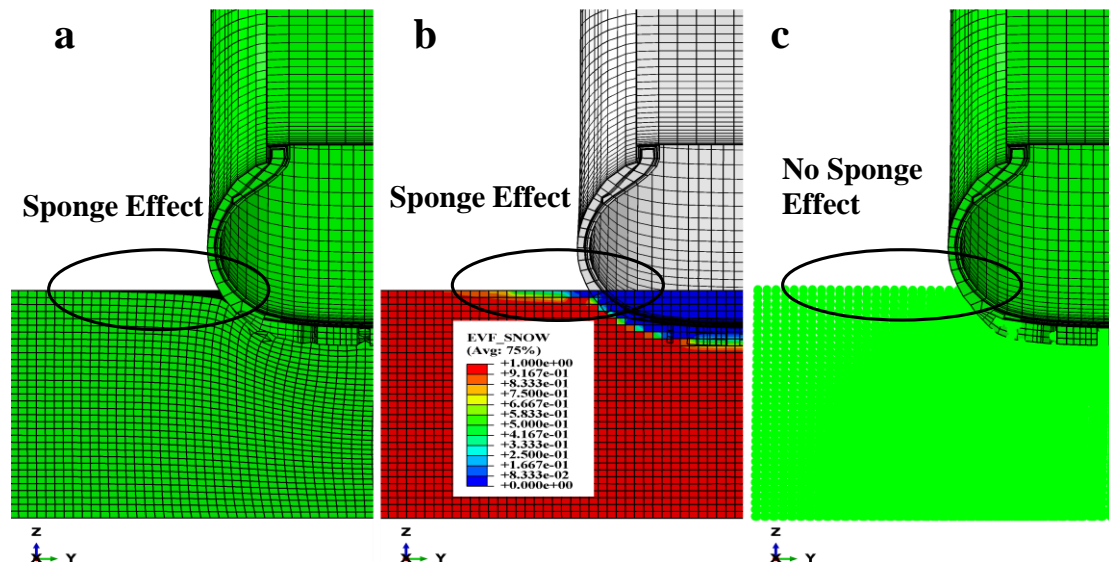 a
b
c
Sponge Effect
Sponge Effect
No Sponge
Effect
EVF_SNOW
(Avg: 75%)
+1.000e+00
+9.167e-01
+8.333e-01
+7.500e-01
+6.667e-01
+5.833e-01
+5.000e-01
+4.167e-01
+3.333e-01
+2.500e-01
+1.667e-01
+8.333e-02
+0.000e+00
Z
X Y
Z
X Y
Z
X Y